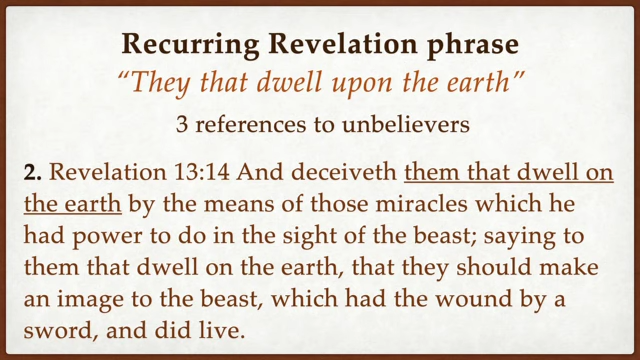 Recurring Revelation phrase
“They that dwell upon the earth”
3 references to unbelievers
2. Revelation 13:14 And deceiveth them that dwell on
the earth by the means of those miracles which he
had power to do in the sight of the beast; saying to
them that dwell on the earth, that they should make
an image to the beast, which had the wound by a
sword, and did live.